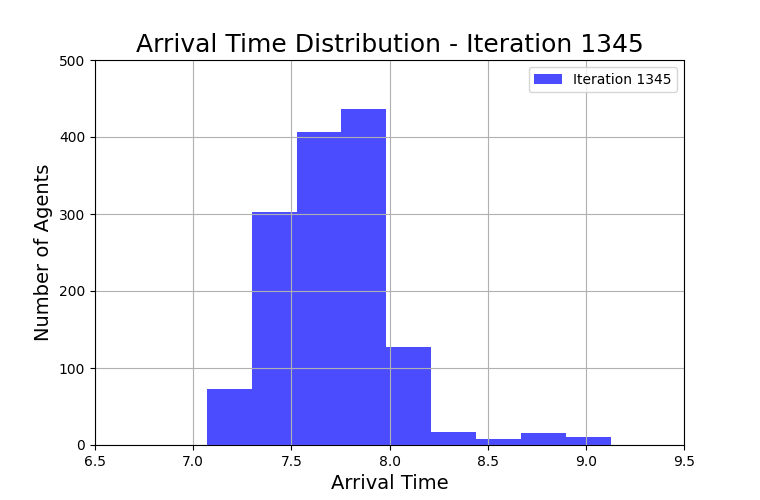 Arrival Time Distribution - Iteration 1345
Iteration 1345
Number of Agents
500
400
300
200
100
0
6.5 7.0 7.5 8.0 8.5 9.0 9.5
Arrival Time